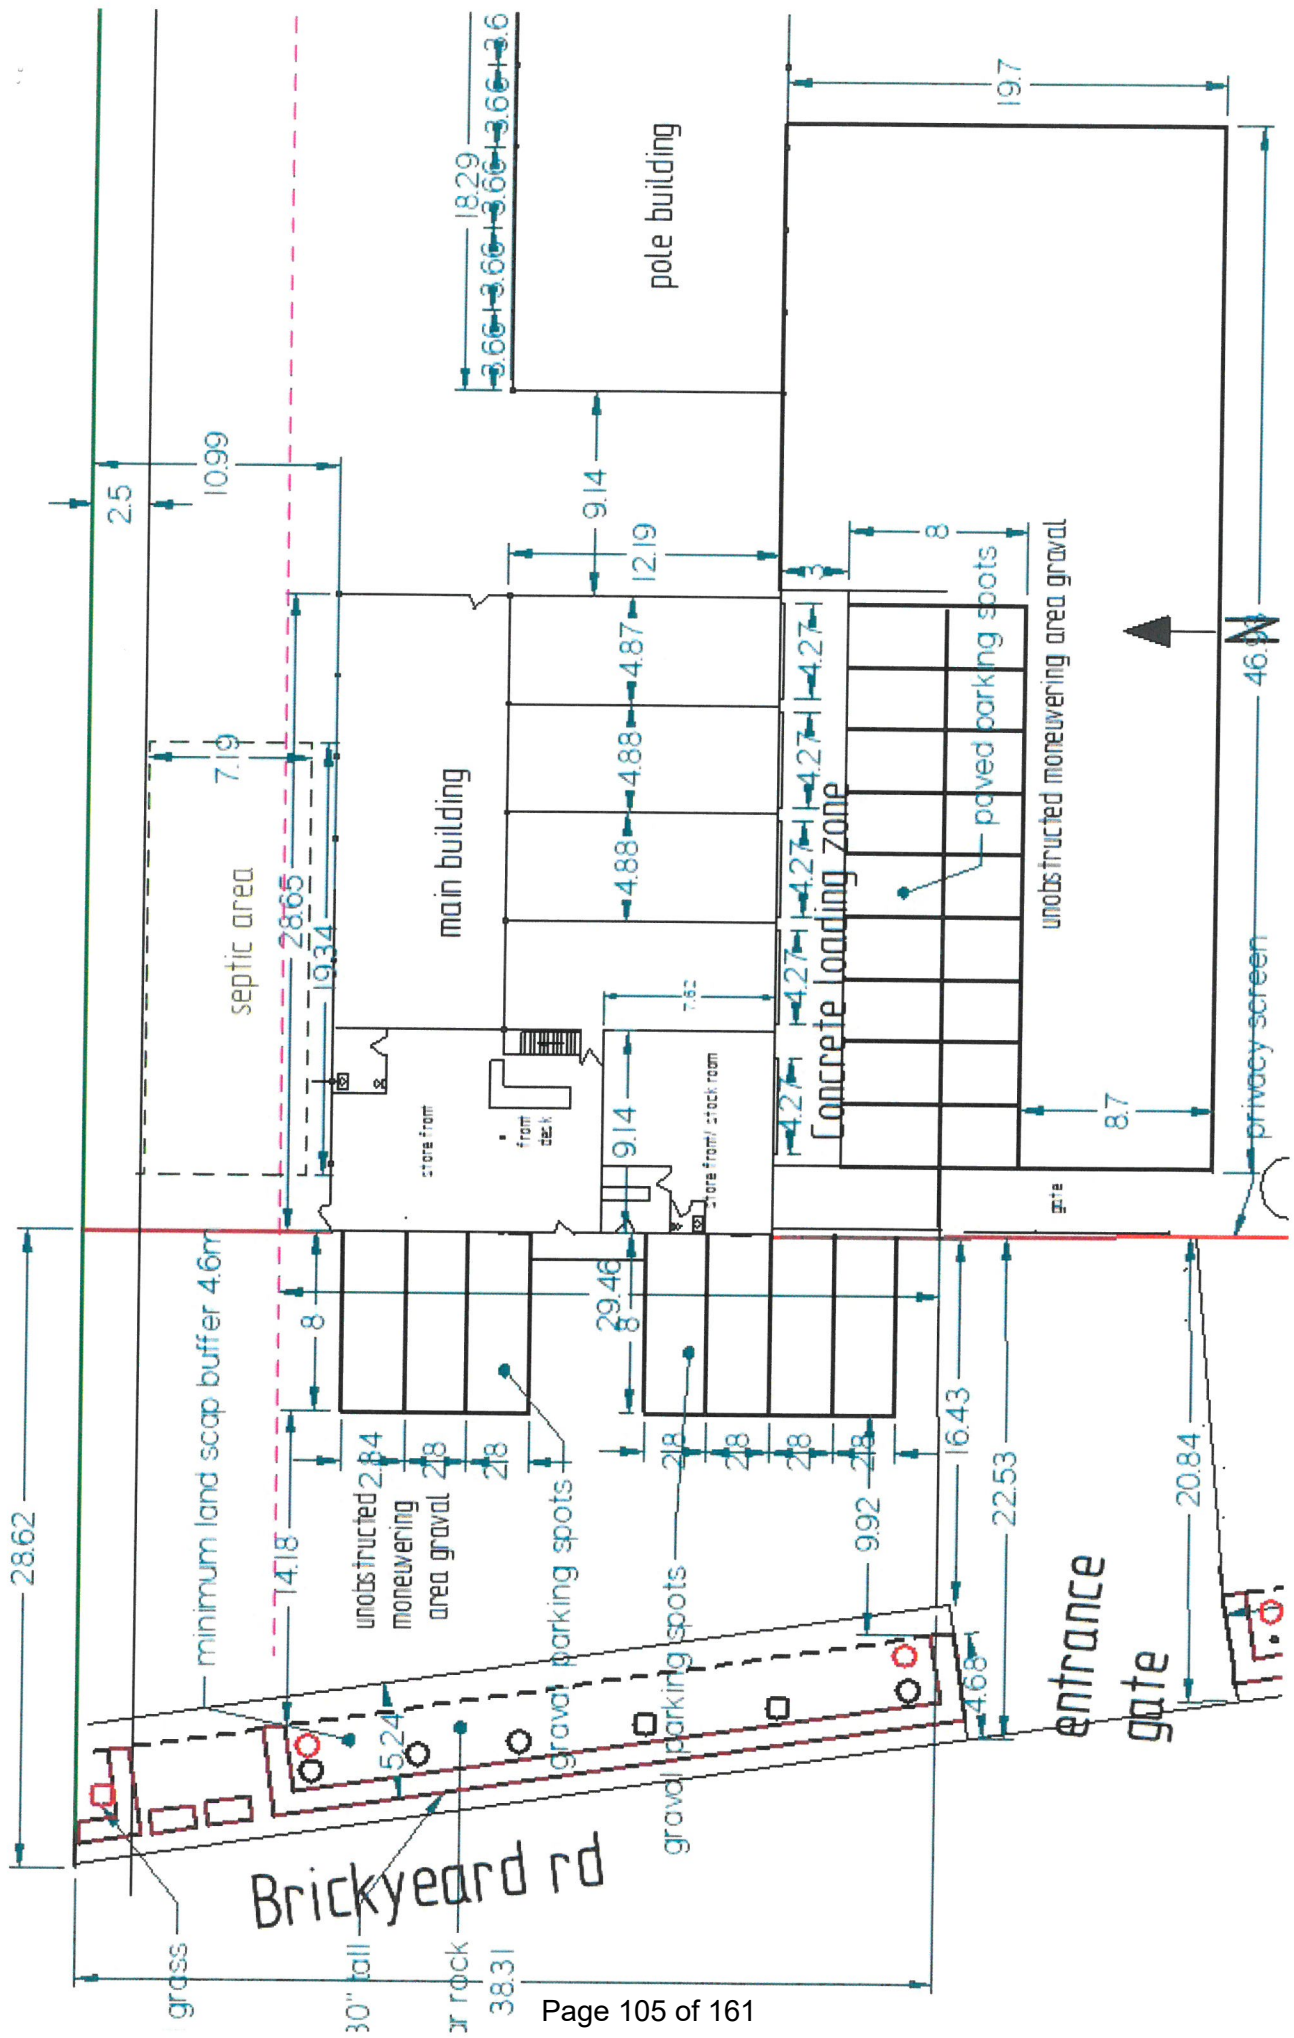 28.62
minimum land scap buffer 4.6m
2.5
10.99
septic area
7.19
28.65
19.34
8
14.18
unobstructed
moneuvering
area graval
2.84
2.8
2.8
main building
store front
front
desk
18.29
3.66
3.66
3.66
3.66
3.6
pole building
9.14
12.19
4.87
4.88
4.88
9.14
7.62
store front/ stock room
29.46
8
2.8
2.8
2.8
2.8
graval parking spots
graval parking spots
9.92
16.43
22.53
20.84
4.68
5.24
entrance
gate
Brickyeard rd
grass
30" tall
or rock
38.31
3
4.27
4.27
4.27
4.27
4.27
Concrete loading zone
8
paved parking spots
unobstructed moneuvering area graval
8.7
gate
privacy screen
N
19.7
Page 105 of 161